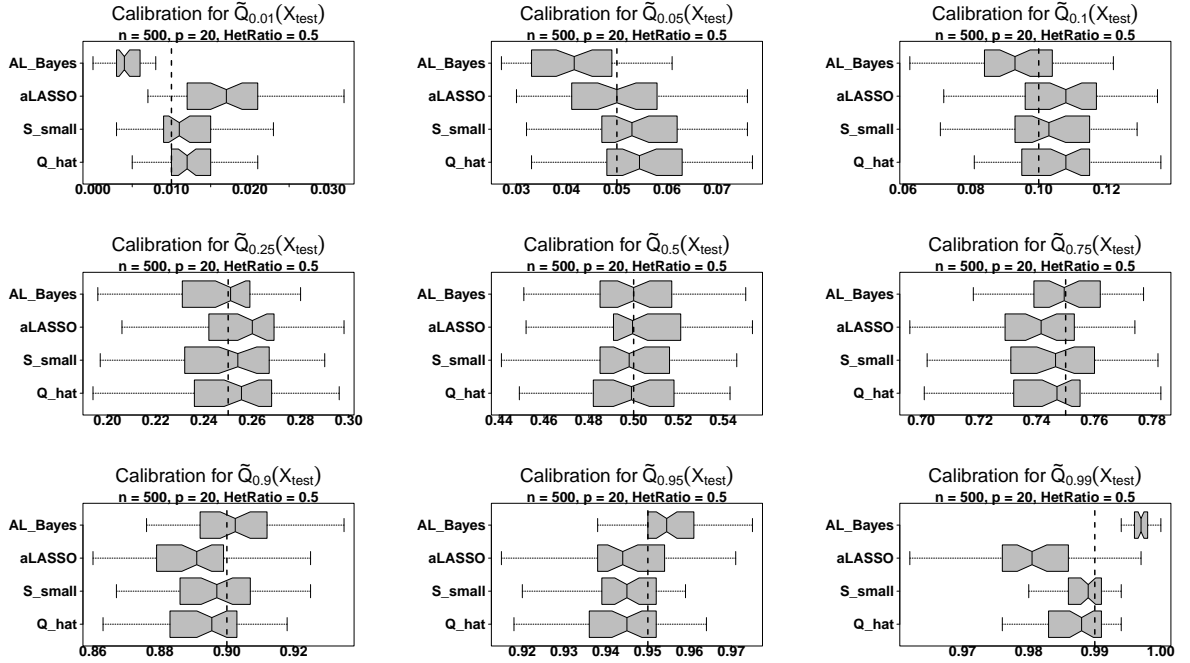 Calibration for Q̃0.01(Xtest)
n = 500, p = 20, HetRatio = 0.5
AL_Bayes
aLASSO
S_small
Q_hat
0.000 0.010 0.020 0.030
Calibration for Q̃0.05(Xtest)
n = 500, p = 20, HetRatio = 0.5
AL_Bayes
aLASSO
S_small
Q_hat
0.03 0.04 0.05 0.06 0.07
Calibration for Q̃0.1(Xtest)
n = 500, p = 20, HetRatio = 0.5
AL_Bayes
aLASSO
S_small
Q_hat
0.06 0.08 0.10 0.12
Calibration for Q̃0.25(Xtest)
n = 500, p = 20, HetRatio = 0.5
AL_Bayes
aLASSO
S_small
Q_hat
0.20 0.22 0.24 0.26 0.28 0.30
Calibration for Q̃0.5(Xtest)
n = 500, p = 20, HetRatio = 0.5
AL_Bayes
aLASSO
S_small
Q_hat
0.44 0.46 0.48 0.50 0.52 0.54
Calibration for Q̃0.75(Xtest)
n = 500, p = 20, HetRatio = 0.5
AL_Bayes
aLASSO
S_small
Q_hat
0.70 0.72 0.74 0.76 0.78
Calibration for Q̃0.9(Xtest)
n = 500, p = 20, HetRatio = 0.5
AL_Bayes
aLASSO
S_small
Q_hat
0.86 0.88 0.90 0.92
Calibration for Q̃0.95(Xtest)
n = 500, p = 20, HetRatio = 0.5
AL_Bayes
aLASSO
S_small
Q_hat
0.92 0.93 0.94 0.95 0.96 0.97
Calibration for Q̃0.99(Xtest)
n = 500, p = 20, HetRatio = 0.5
AL_Bayes
aLASSO
S_small
Q_hat
0.97 0.98 0.99 1.00